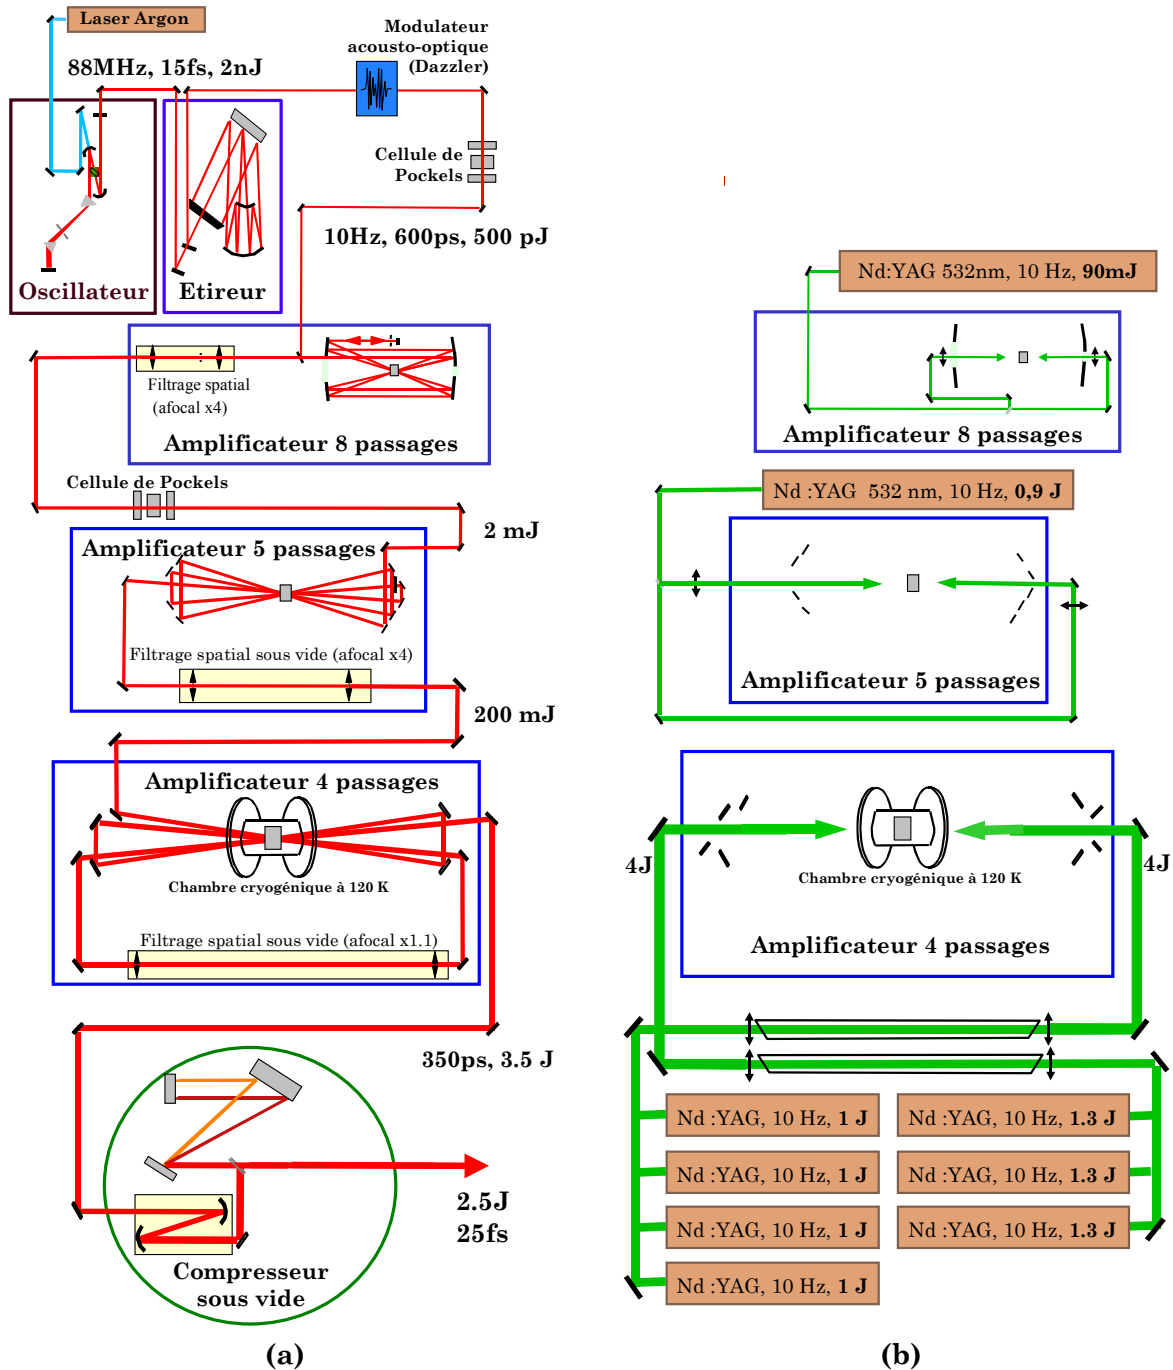 Laser Argon
88MHz, 15fs, 2nJ
Modulateur
acousto-optique
(Dazzler)
Cellule de
Pockels
10Hz, 600ps, 500 pJ
Oscillateur
Etireur
Filtrage spatial
(afocal x4)
Amplificateur 8 passages
Cellule de Pockels
2 mJ
Amplificateur 5 passages
Filtrage spatial sous vide (afocal x4)
200 mJ
Amplificateur 4 passages
Chambre cryogénique à 120 K
Filtrage spatial sous vide (afocal x1.1)
350ps, 3.5 J
2.5J
25fs
Compresseur
sous vide
(a)
Nd:YAG 532nm, 10 Hz, 90mJ
Amplificateur 8 passages
Nd :YAG 532 nm, 10 Hz, 0,9 J
Amplificateur 5 passages
4J
4J
Chambre cryogénique à 120 K
Amplificateur 4 passages
Nd :YAG, 10 Hz, 1 J
Nd :YAG, 10 Hz, 1.3 J
Nd :YAG, 10 Hz, 1 J
Nd :YAG, 10 Hz, 1.3 J
Nd :YAG, 10 Hz, 1 J
Nd :YAG, 10 Hz, 1.3 J
Nd :YAG, 10 Hz, 1 J
(b)